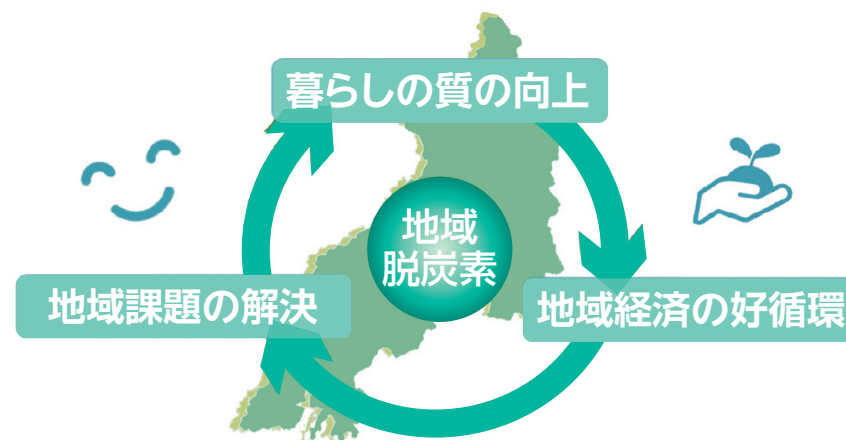 暮らしの質の向上
地域
脱炭素
地域課題の解決
地域経済の好循環